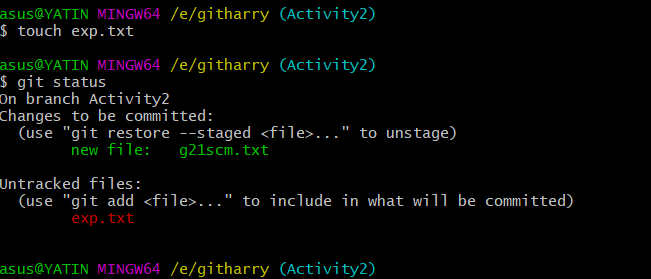 asus@YATIN MINGW64 /e/githarry (Activity2)
$ touch exp.txt
asus@YATIN MINGW64 /e/githarry (Activity2)
$ git status
On branch Activity2
Changes to be committed:
  (use "git restore --staged <file>..." to unstage)
        new file:   g21scm.txt
Untracked files:
  (use "git add <file>..." to include in what will be committed)
        exp.txt
asus@YATIN MINGW64 /e/githarry (Activity2)